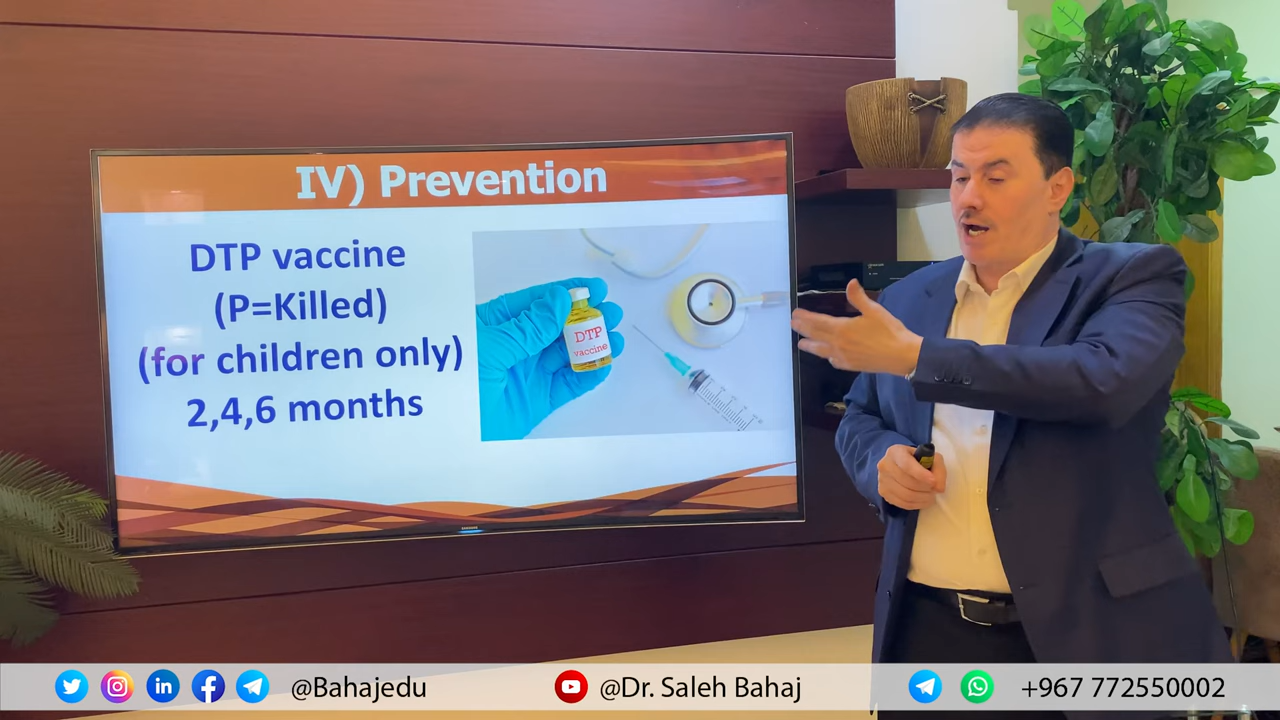 IV) Prevention
DTP vaccine
(P=Killed)
(for children only)
2,4,6 months
DTP
vaccine
SAMSUNG
@Bahajedu
@Dr. Saleh Bahaj
+967 772550002